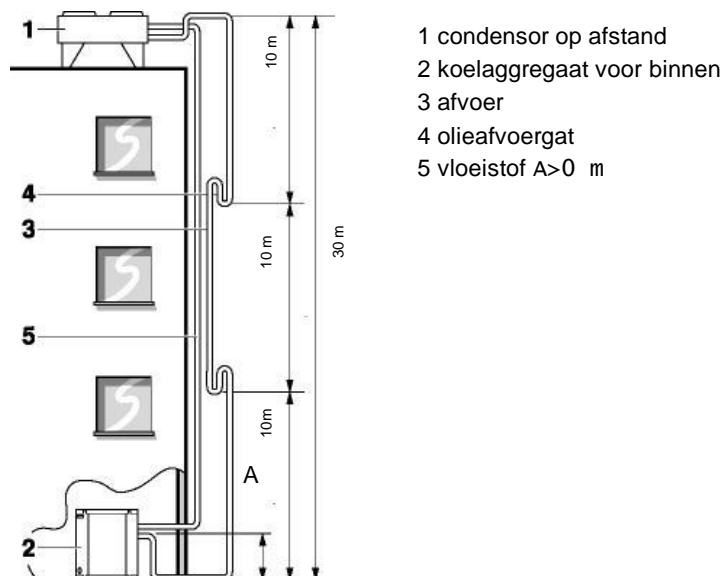 1
10 m
30 m
4
3
10 m
5
10m
A
2
1 condensor op afstand
2 koelaggregaat voor binnen
3 afvoer
4 olieafvoergat
5 vloeistof A>0 m